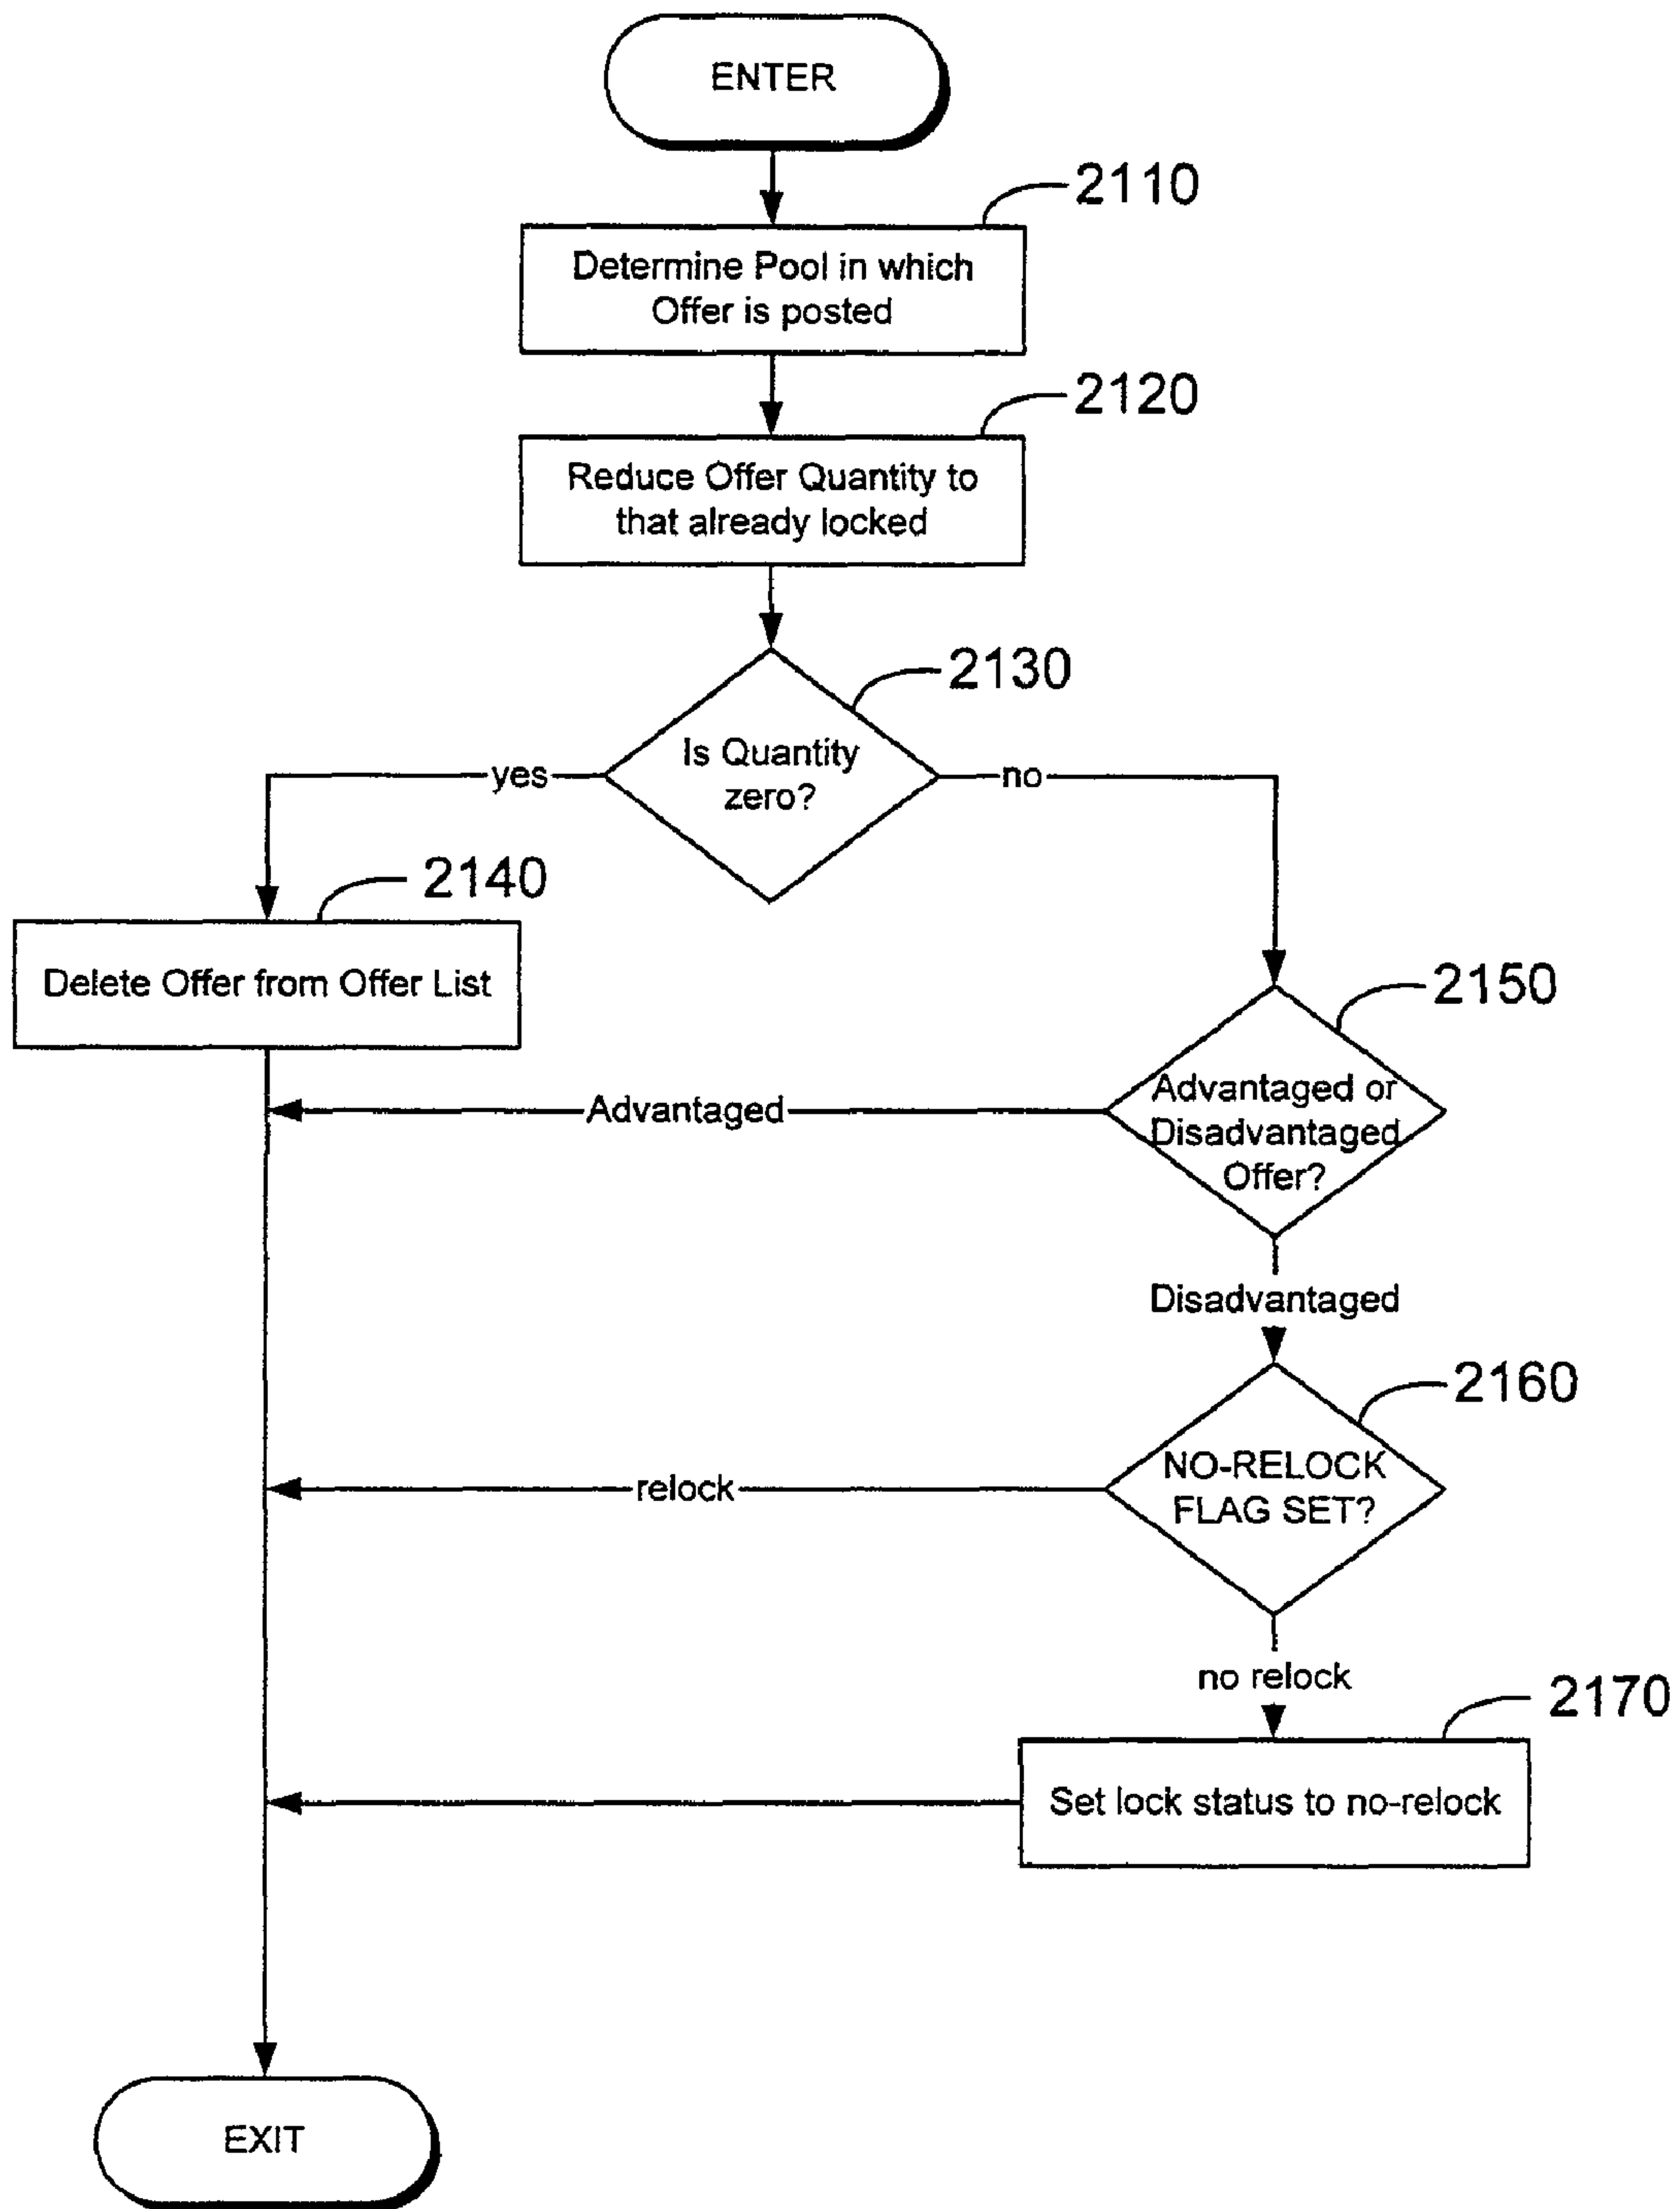 ENTER
2110
Determine Pool in which
Offer is posted
2120
Reduce Offer Quantity to
that already locked
2130
Is Quantity
zero?
yes
no
2140
Delete Offer from Offer List
2150
Advantaged or
Disadvantaged
Offer?
Advantaged
Disadvantaged
2160
NO-RELOCK
FLAG SET?
relock
no relock
2170
Set lock status to no-relock
EXIT